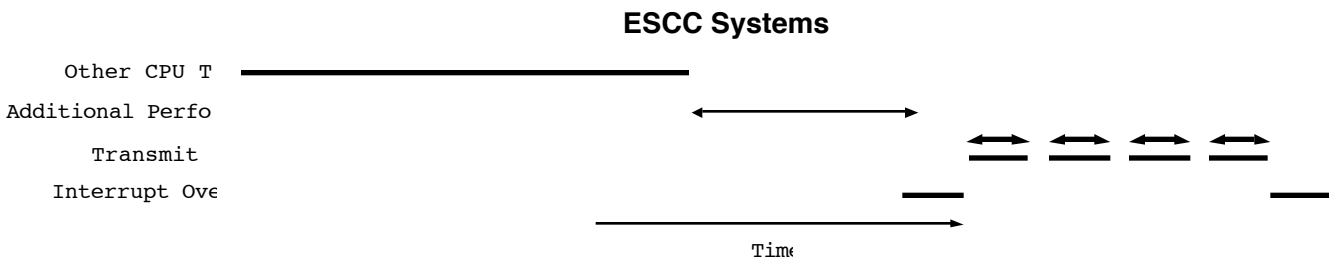 ESCC Systems
Other CPU T
Additional Perfo
Transmit
Interrupt Ove
Time